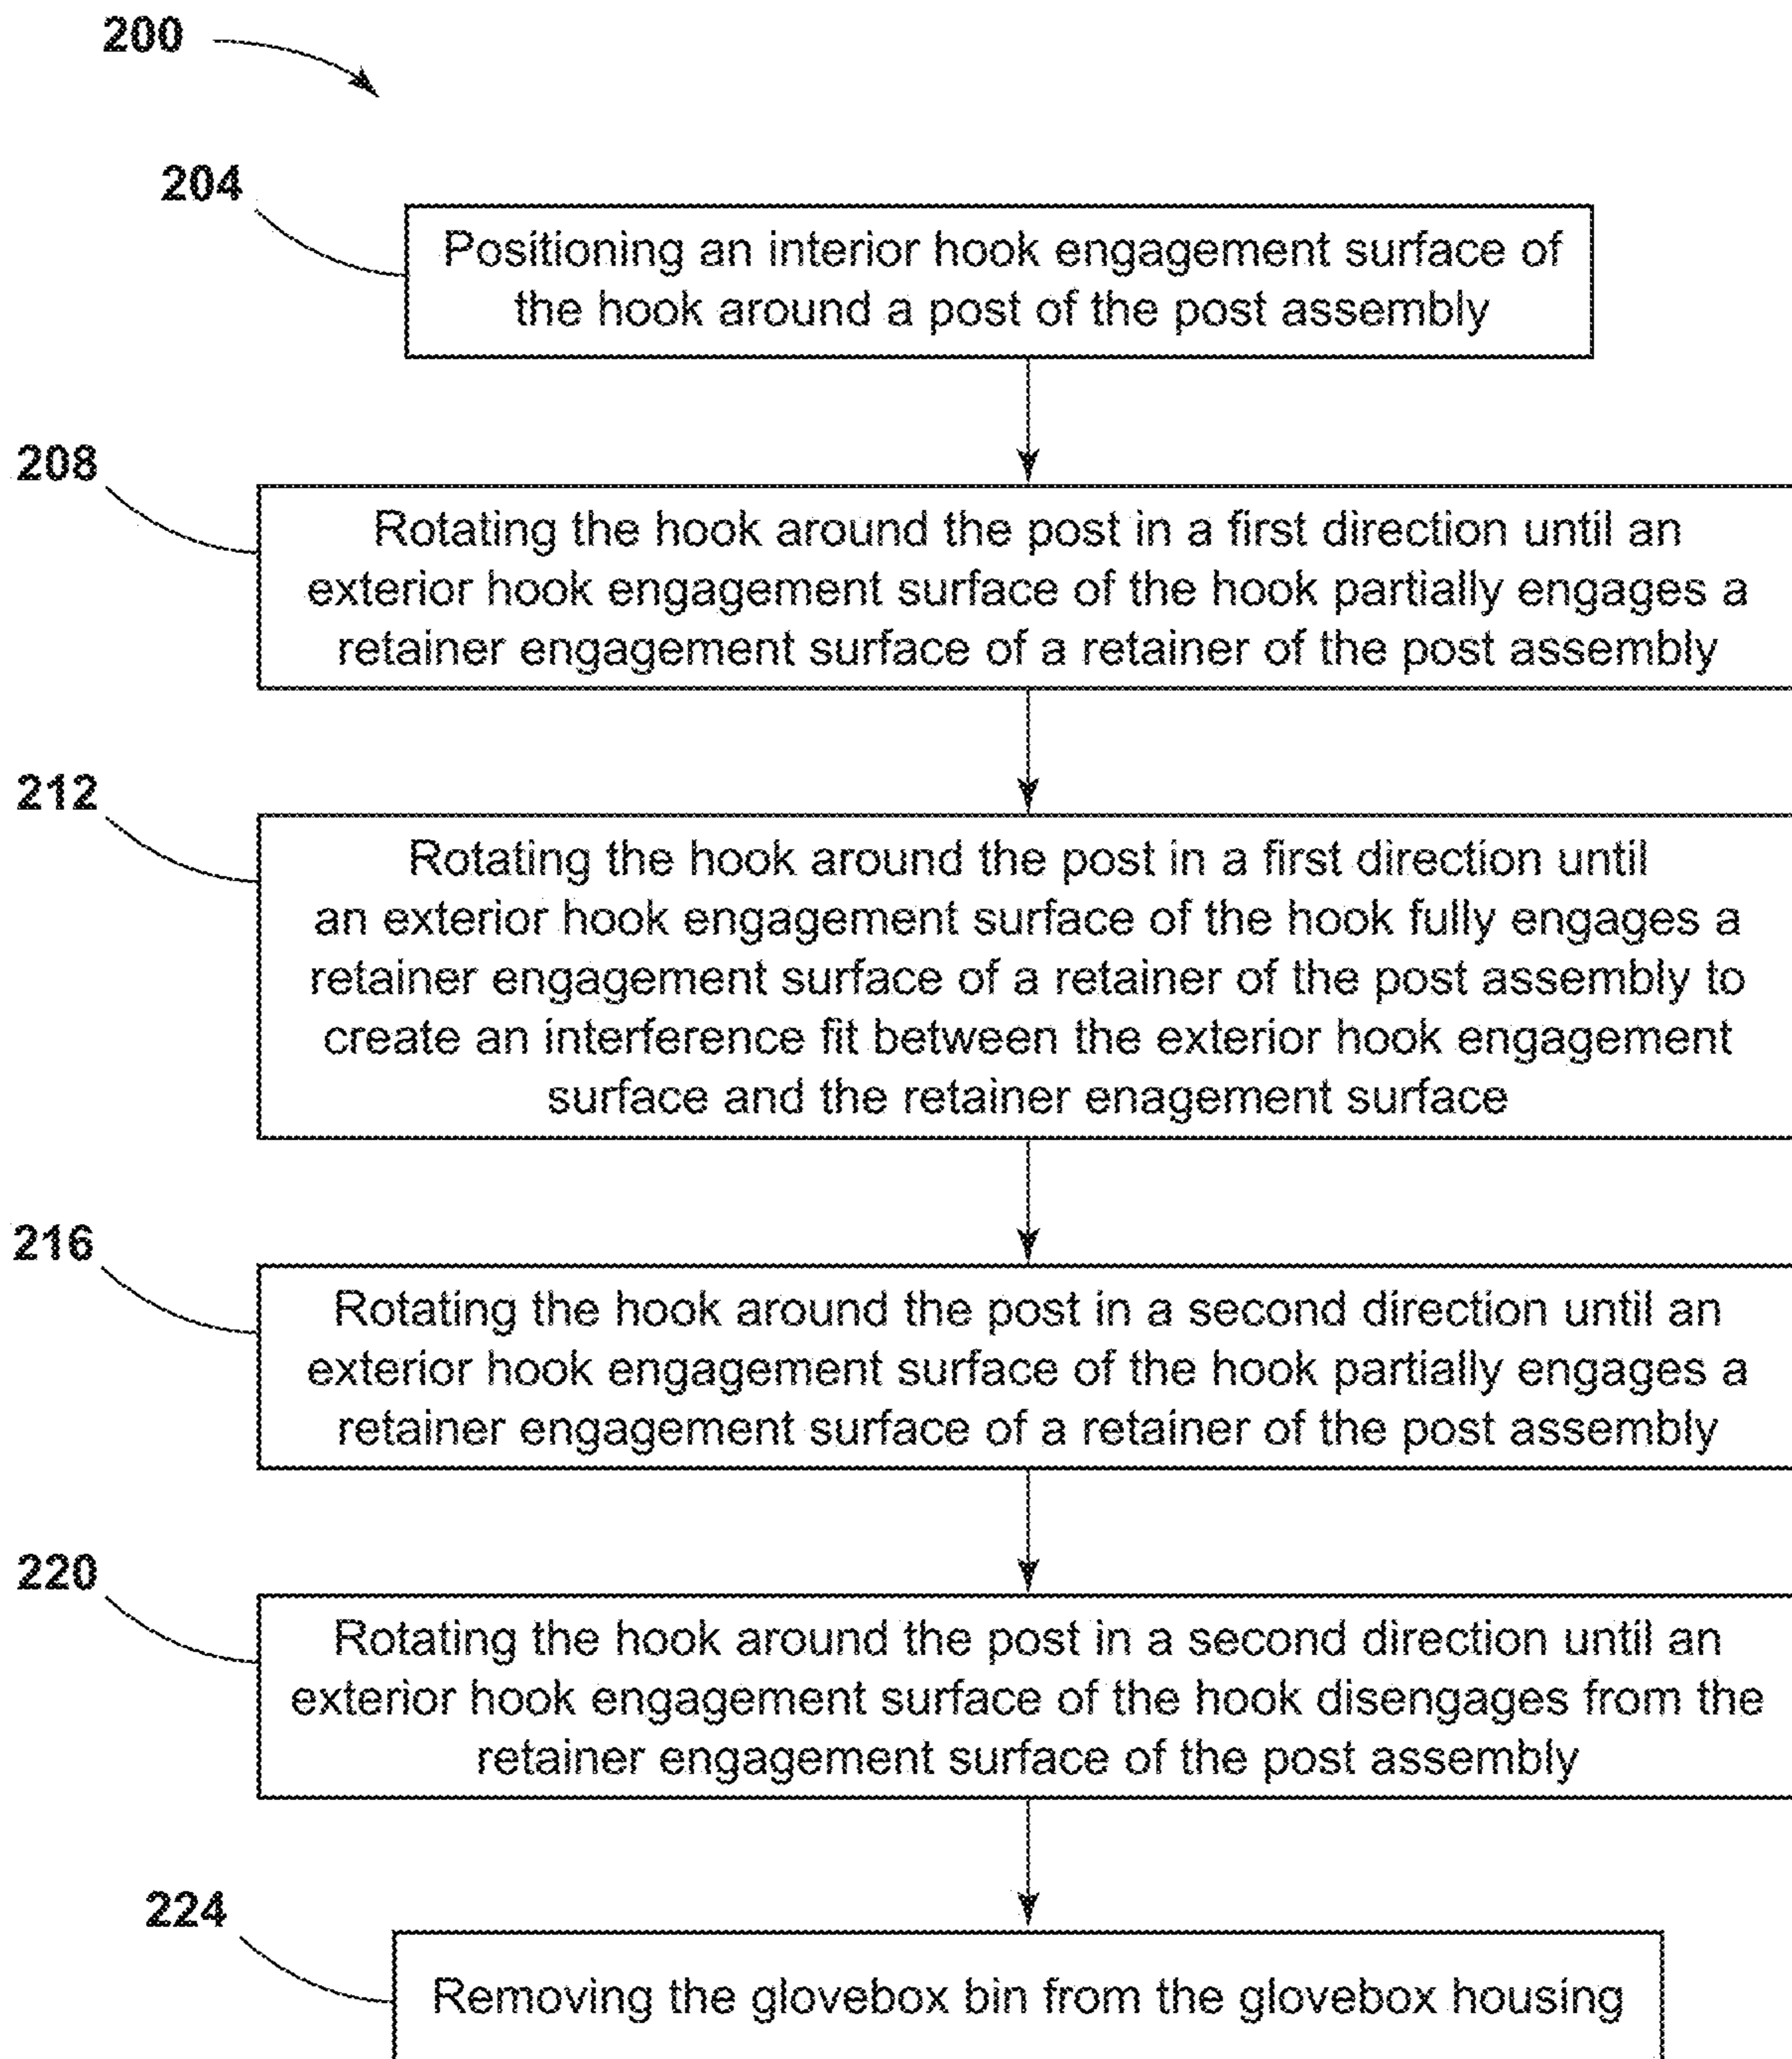 200
204
Positioning an interior hook engagement surface of
the hook around a post of the post assembly
208
Rotating the hook around the post in a first direction until an
exterior hook engagement surface of the hook partially engages a
retainer engagement surface of a retainer of the post assembly
212
Rotating the hook around the post in a first direction until
an exterior hook engagement surface of the hook fully engages a
retainer engagement surface of a retainer of the post assembly to
create an interference fit between the exterior hook engagement
surface and the retainer enagement surface
216
Rotating the hook around the post in a second direction until an
exterior hook engagement surface of the hook partially engages a
retainer engagement surface of a retainer of the post assembly
220
Rotating the hook around the post in a second direction until an
exterior hook engagement surface of the hook disengages from the
retainer engagement surface of the post assembly
224
Removing the glovebox bin from the glovebox housing